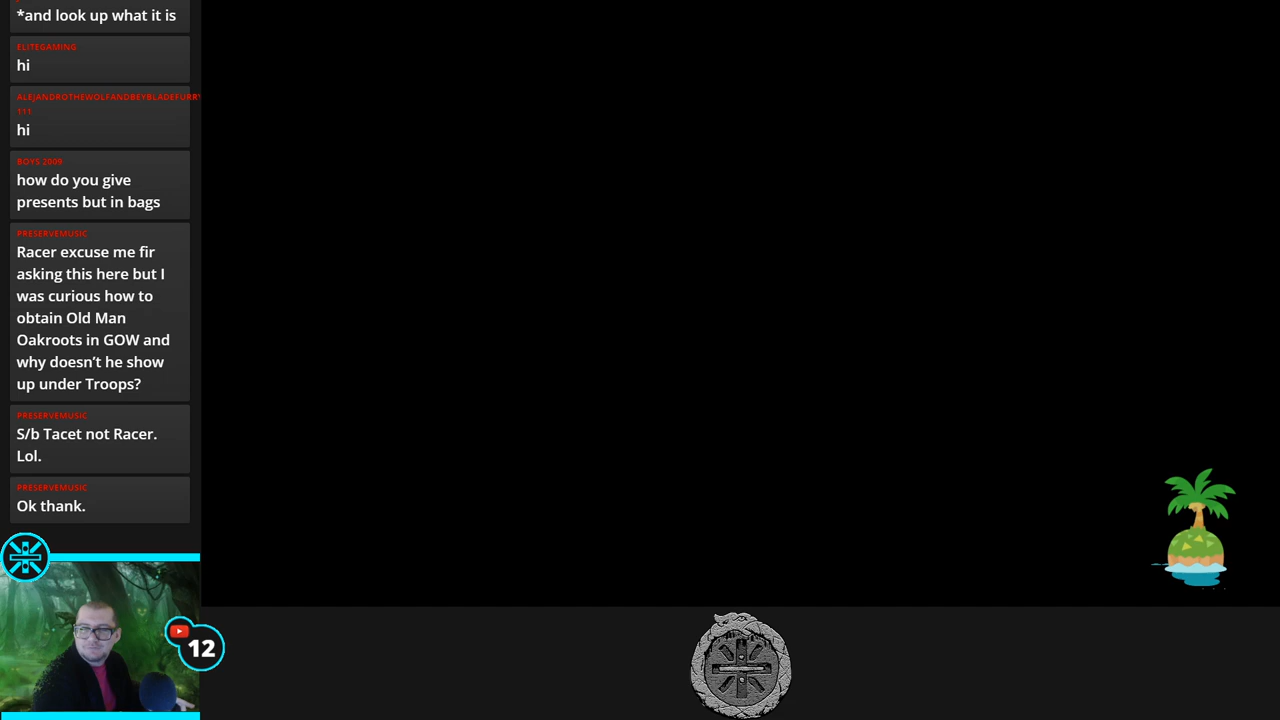 *and look up what it is
ELITEGAMING
hi
ALEJANDROTHEWOLFANDBEYBLADEFURRY
111
hi
BOYS 2009
how do you give
presents but in bags
PRESERVEMUSIC
Racer excuse me fir
asking this here but I
was curious how to
obtain Old Man
Oakroots in GOW and
why doesn't he show
up under Troops?
PRESERVEMUSIC
S/b Tacet not Racer.
Lol.
PRESERVEMUSIC
Ok thank.
12